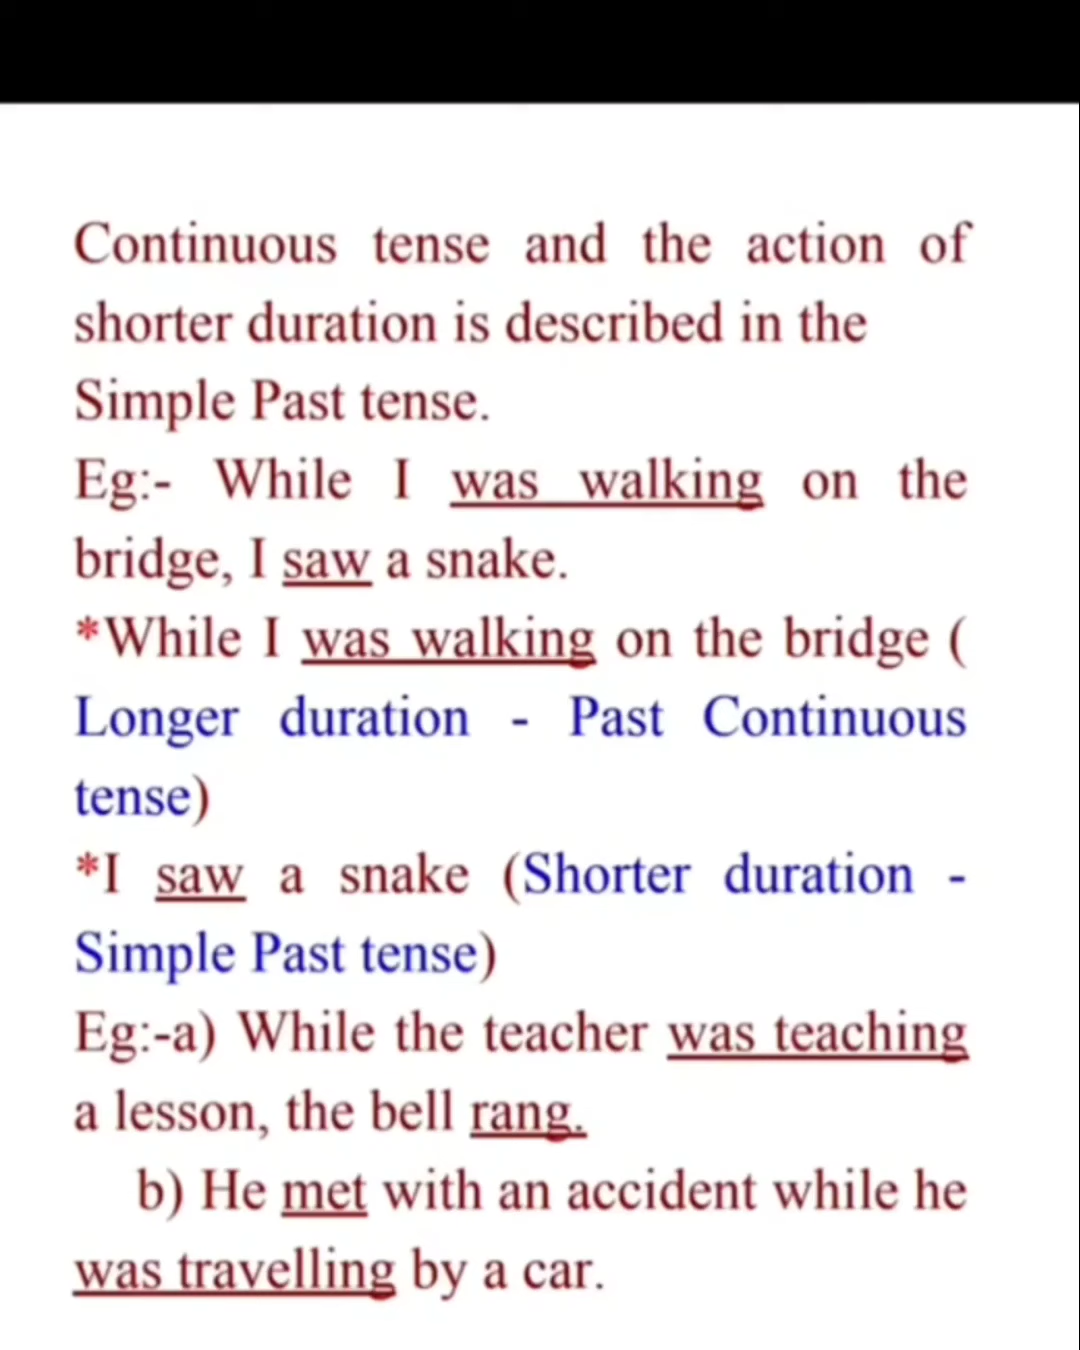 Continuous tense and the action of
shorter duration is described in the
Simple Past tense.
Eg:- While I was walking on the
bridge, I saw a snake.
*While I was walking on the bridge (
Longer duration - Past Continuous
tense)
*I saw a snake (Shorter duration -
Simple Past tense)
Eg:-a) While the teacher was teaching
a lesson, the bell rang.
b) He met with an accident while he
was travelling by a car.